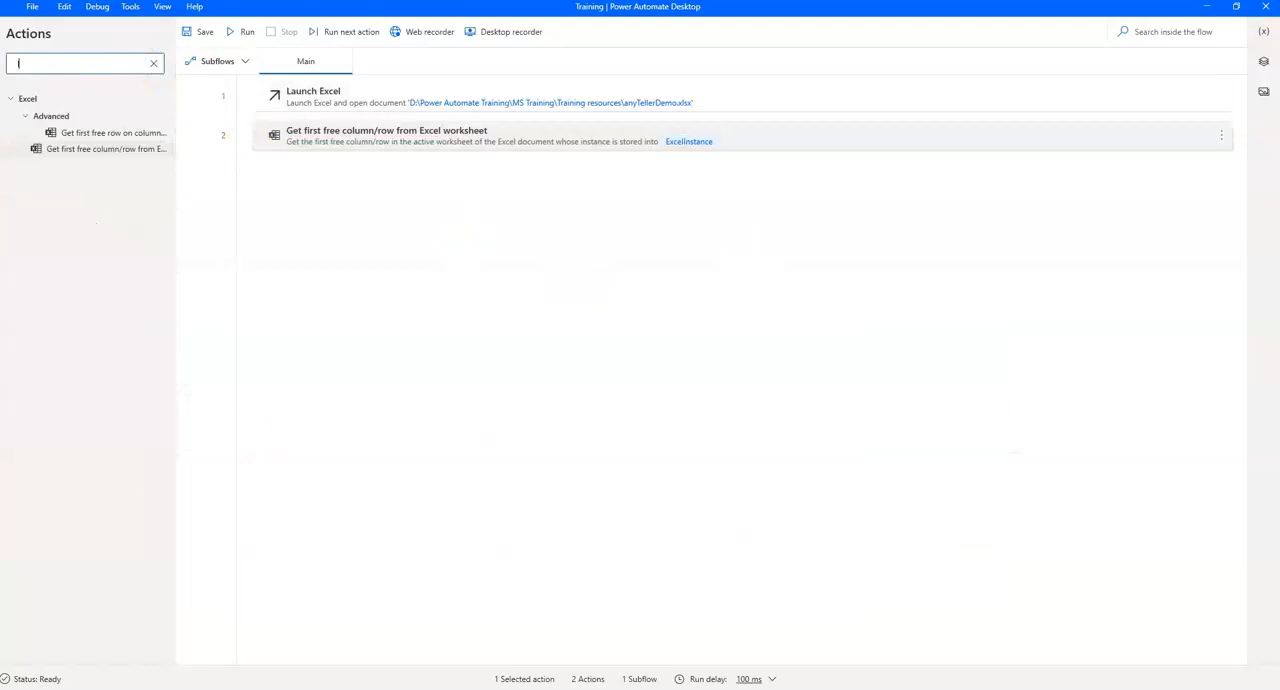 File Edit Debug Tools View Help
Training | Power Automate Desktop
Actions
Save Run Stop Run next action Web recorder Desktop recorder
Search inside the flow
{x}
Subflows Main
Excel
Advanced
Get first free row on column...
Get first free column/row from E...
1
Launch Excel
Launch Excel and open document 'D:\Power Automate Training\MS Training\Training resources\anyTellerDemo.xlsx'
2
Get first free column/row from Excel worksheet
Get the first free column/row in the active worksheet of the Excel document whose instance is stored into ExcelInstance
Status: Ready
1 Selected action 2 Actions 1 Subflow Run delay: 100 ms